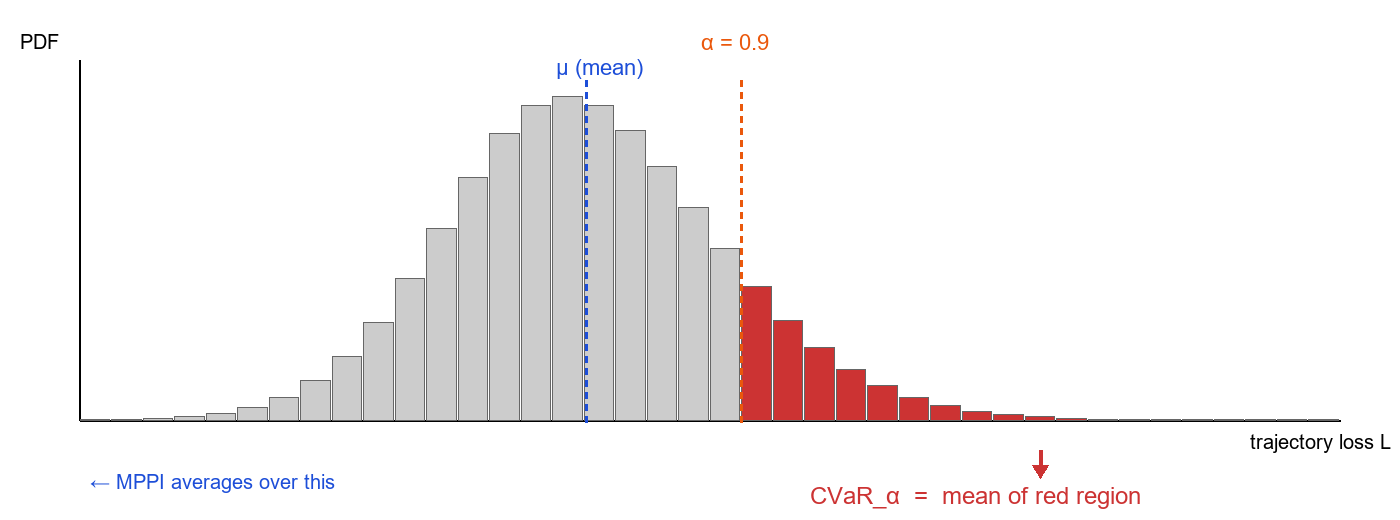 PDF
α = 0.9
μ (mean)
trajectory loss L
← MPPI averages over this
CVaR_α = mean of red region